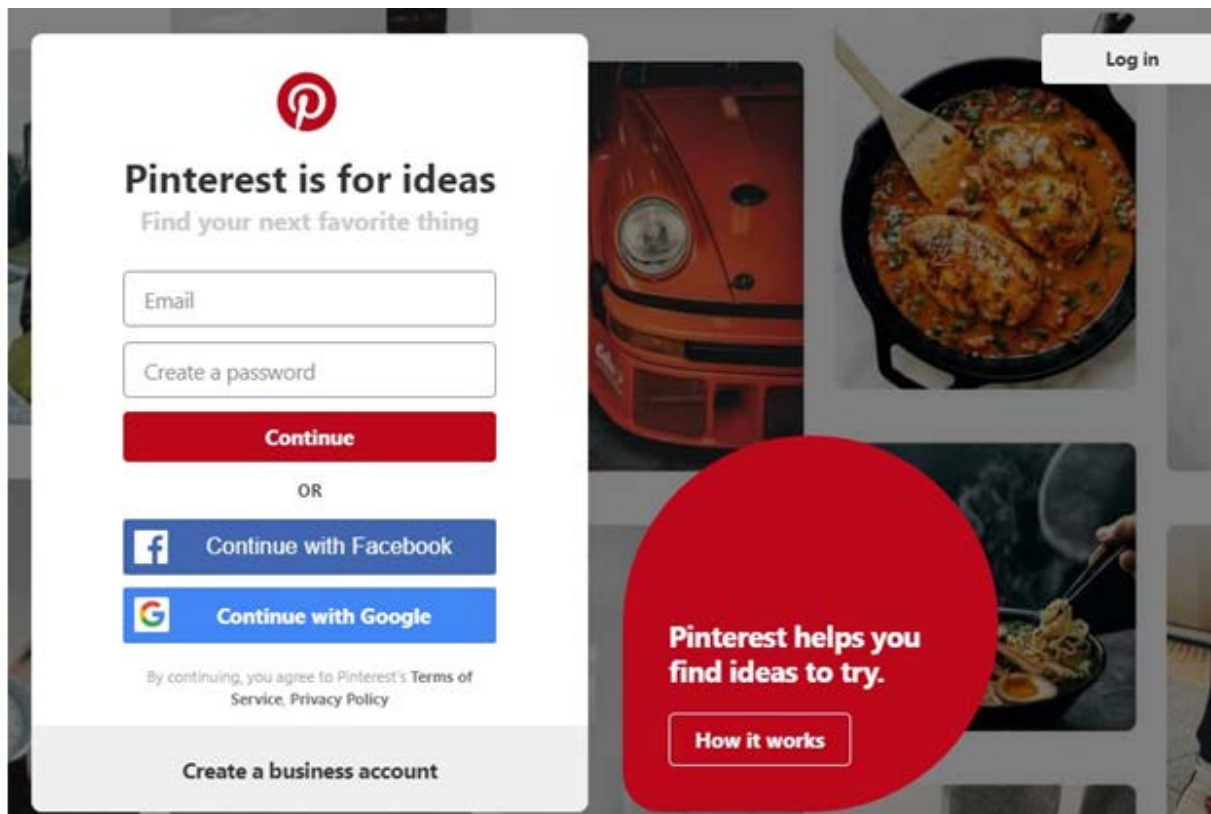 Log in
Pinterest is for ideas
Find your next favorite thing
Email
Create a password
Continue
OR
Continue with Facebook
Continue with Google
By continuing, you agree to Pinterest's Terms of
Service, Privacy Policy
Create a business account
Pinterest helps you
find ideas to try.
How it works